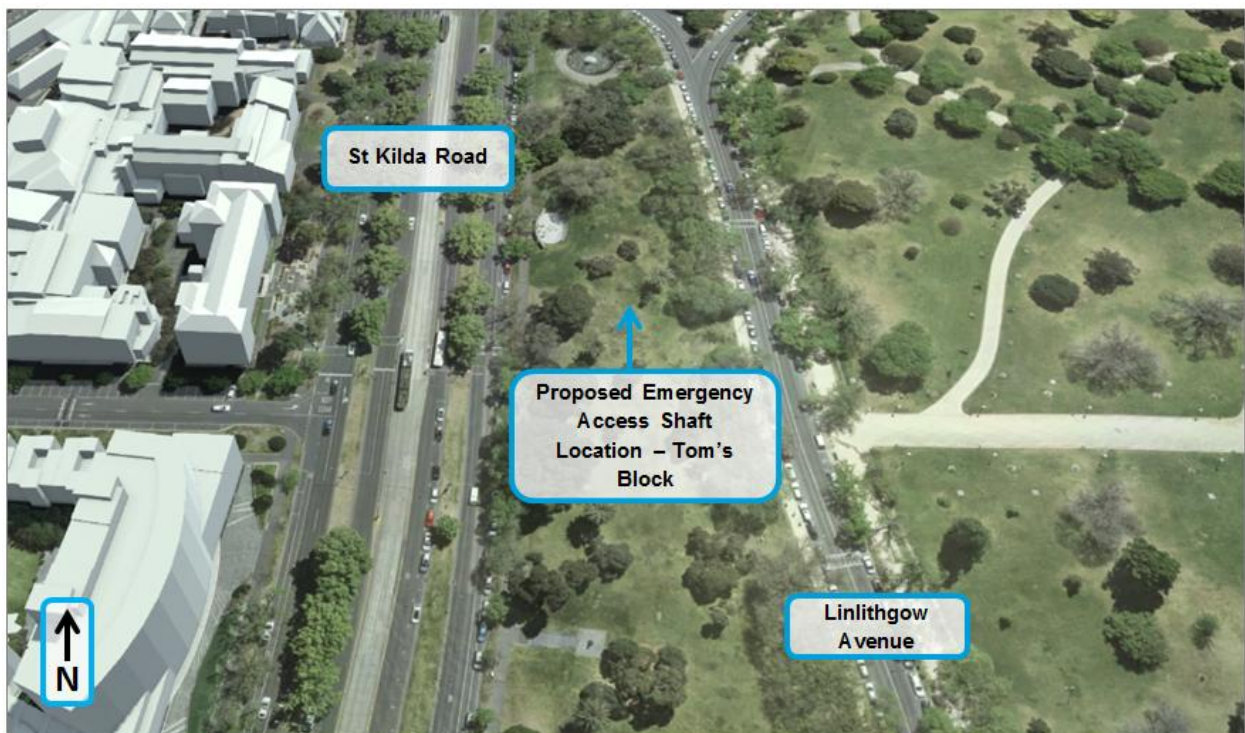 St Kilda Road
Proposed Emergency
Access Shaft
Location – Tom's
Block
Linlithgow
Avenue
N